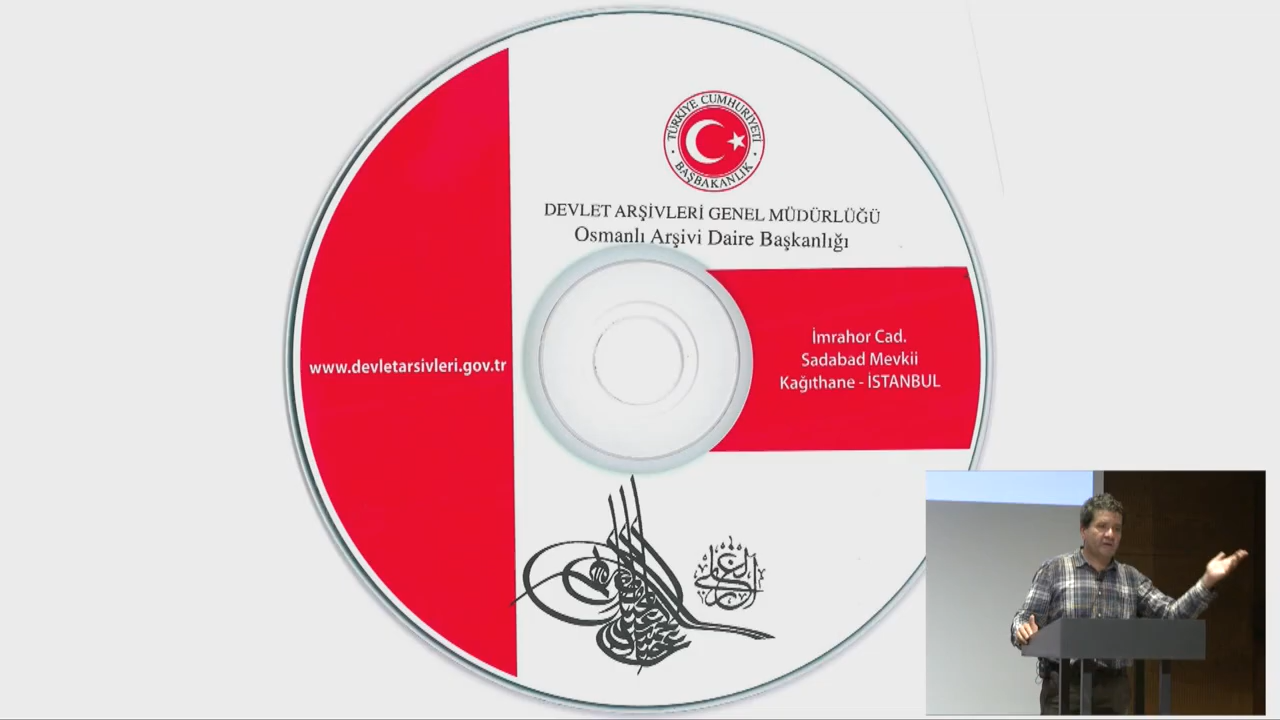 TÜRKİYE CUMHURİYETİ
BAŞBAKANLIK
DEVLET ARŞİVLERİ GENEL MÜDÜRLÜĞÜ
Osmanlı Arşivi Daire Başkanlığı
www.devletarsivleri.gov.tr
İmrahor Cad.
Sadabad Mevkii
Kağıthane - İSTANBUL